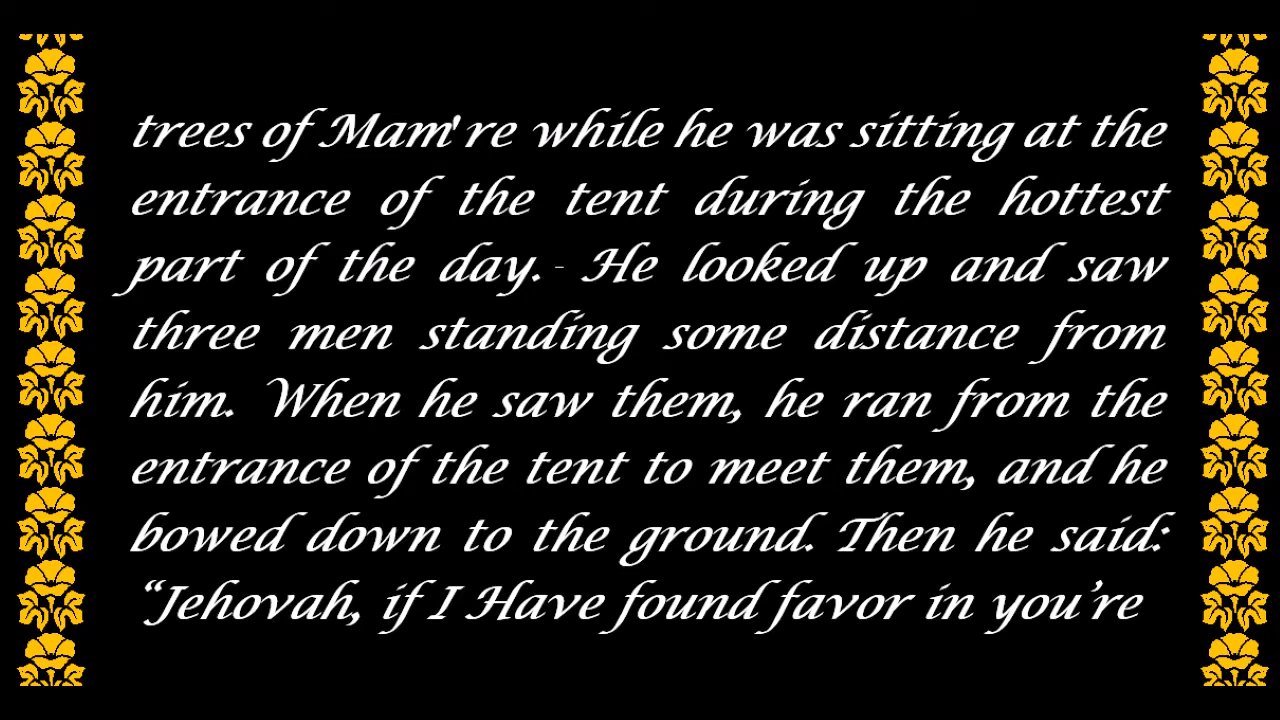 trees of Mam're while he was sitting at the
entrance of the tent during the hottest
part of the day. - He looked up and saw
three men standing some distance from
him. When he saw them, he ran from the
entrance of the tent to meet them, and he
bowed down to the ground. Then he said:
“Jehovah, if I Have found favor in you’re